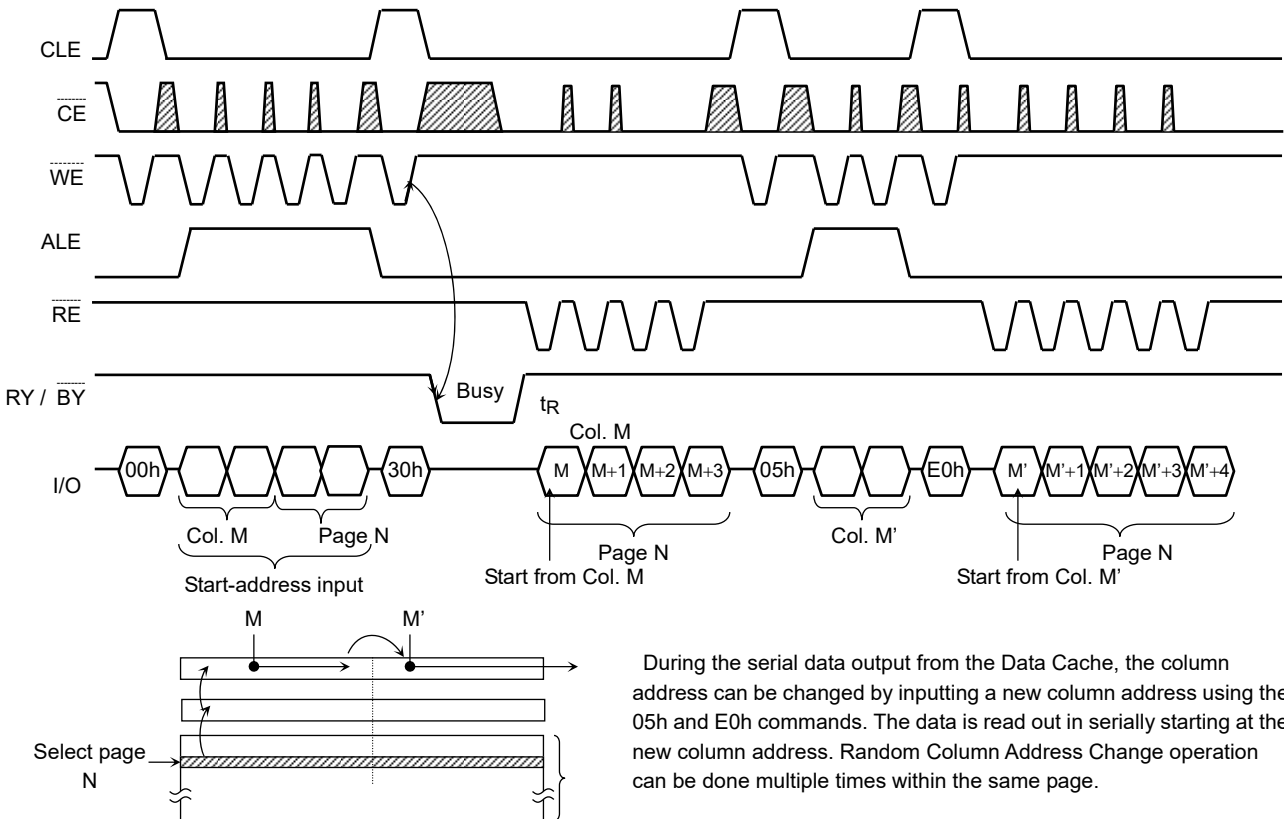 CLE
CE
WE
ALE
RE
RY / BY
Busy
tR
Col. M
I/O
00h
30h
M
M+1
M+2
M+3
05h
E0h
M'
M'+1
M'+2
M'+3
M'+4
Col. M
Page N
Page N
Col. M’
Page N
Start-address input
Start from Col. M
Start from Col. M’
M
M’
Select page
N
During the serial data output from the Data Cache, the column
address can be changed by inputting a new column address using the
05h and E0h commands. The data is read out in serially starting at the
new column address. Random Column Address Change operation
can be done multiple times within the same page.